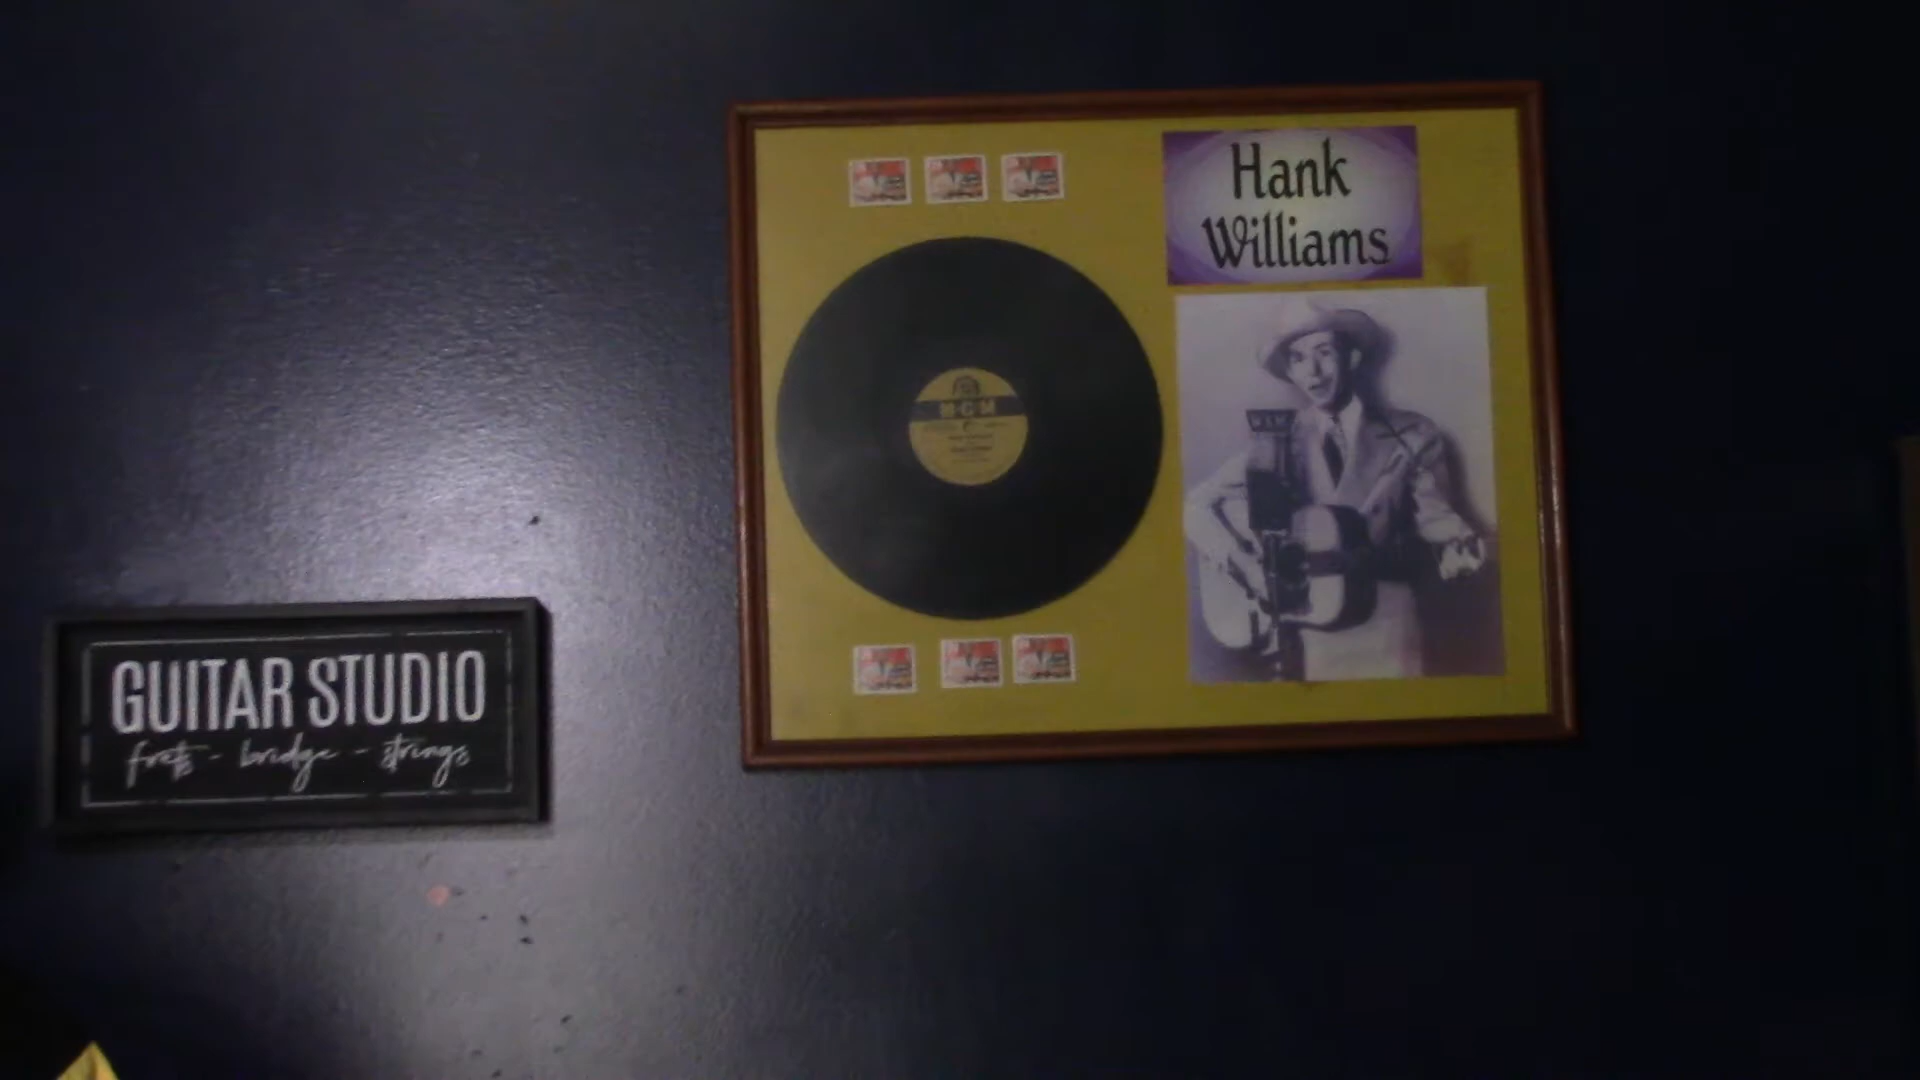 Hank
Williams
M-G-M
GUITAR STUDIO
frets - bridge - strings